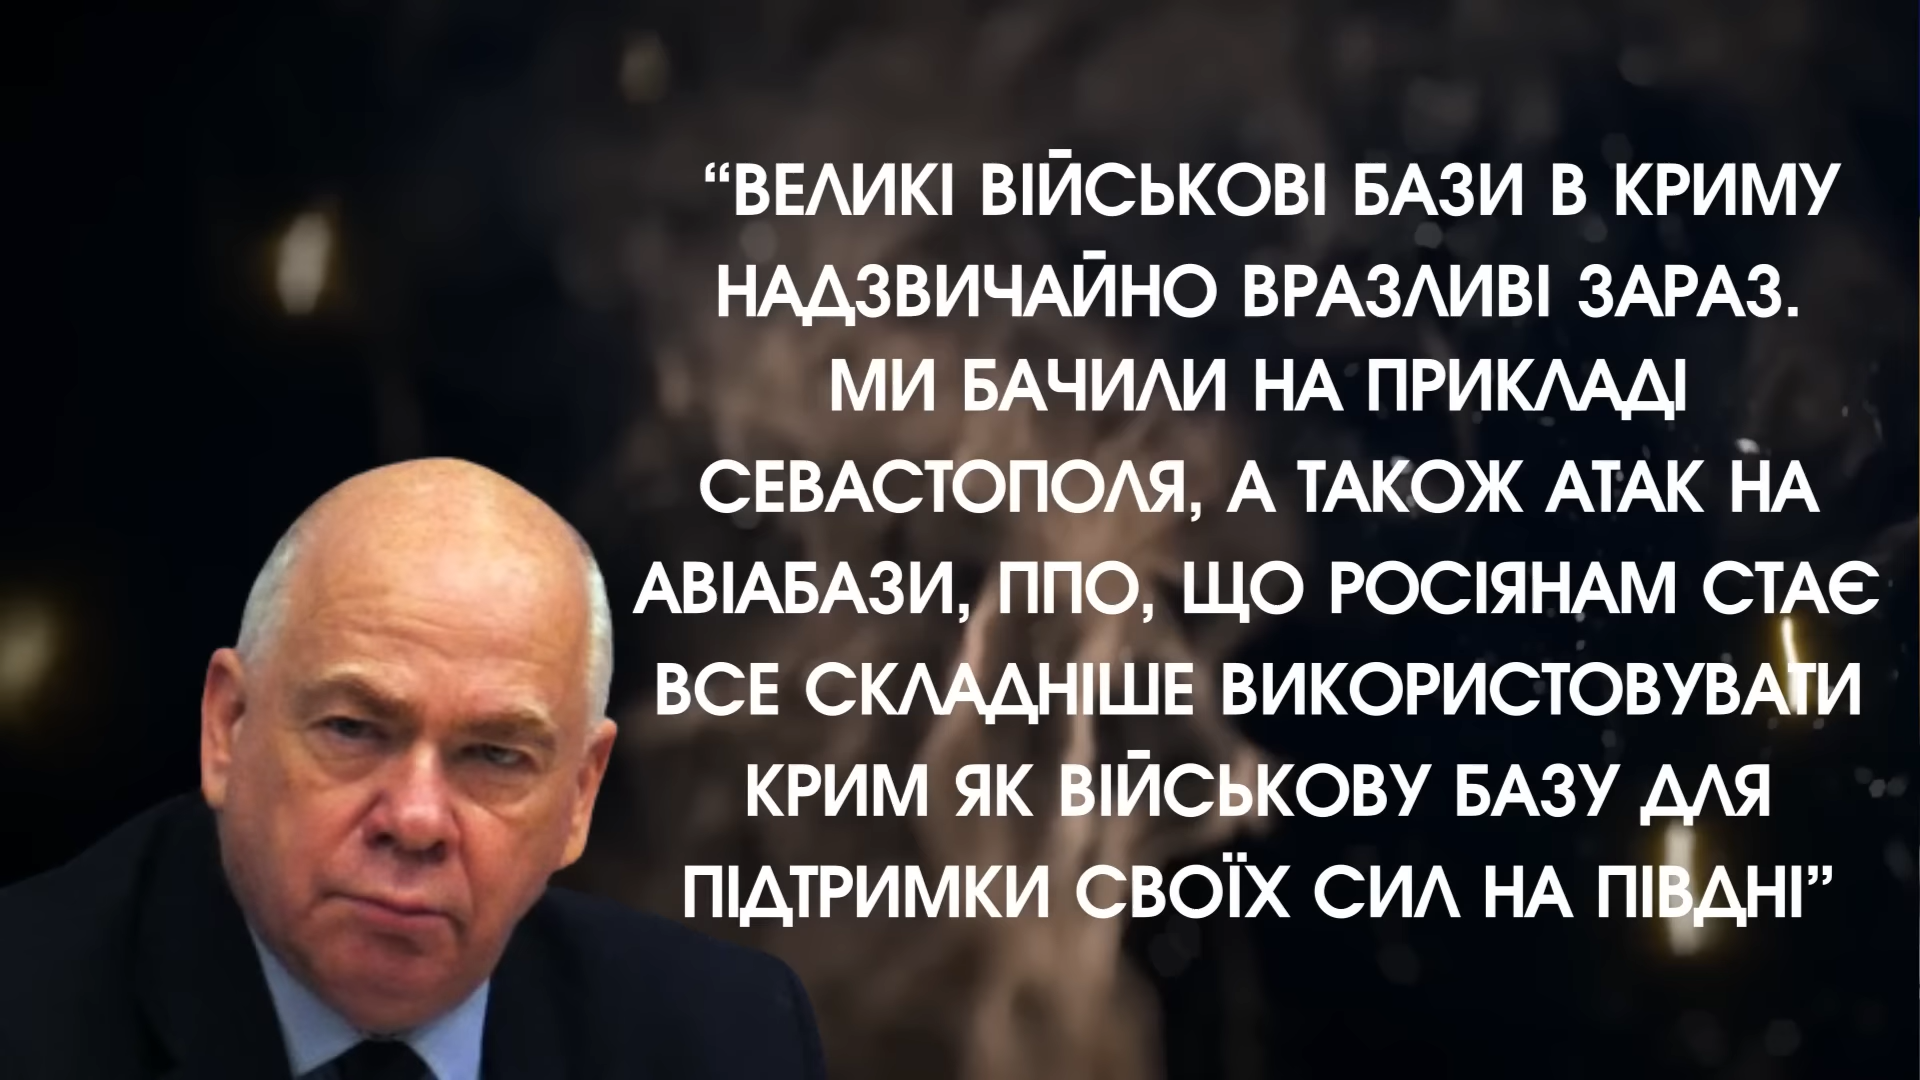 “ВЕЛИКІ ВІЙСЬКОВІ БАЗИ В КРИМУ
НАДЗВИЧАЙНО ВРАЗЛИВІ ЗАРАЗ.
МИ БАЧИЛИ НА ПРИКЛАДІ
СЕВАСТОПОЛЯ, А ТАКОЖ АТАК НА
АВІАБАЗИ, ППО, ЩО РОСІЯНАМ СТАЄ
ВСЕ СКЛАДНІШЕ ВИКОРИСТОВУВАТИ
КРИМ ЯК ВІЙСЬКОВУ БАЗУ ДЛЯ
ПІДТРИМКИ СВОЇХ СИЛ НА ПІВДНІ”